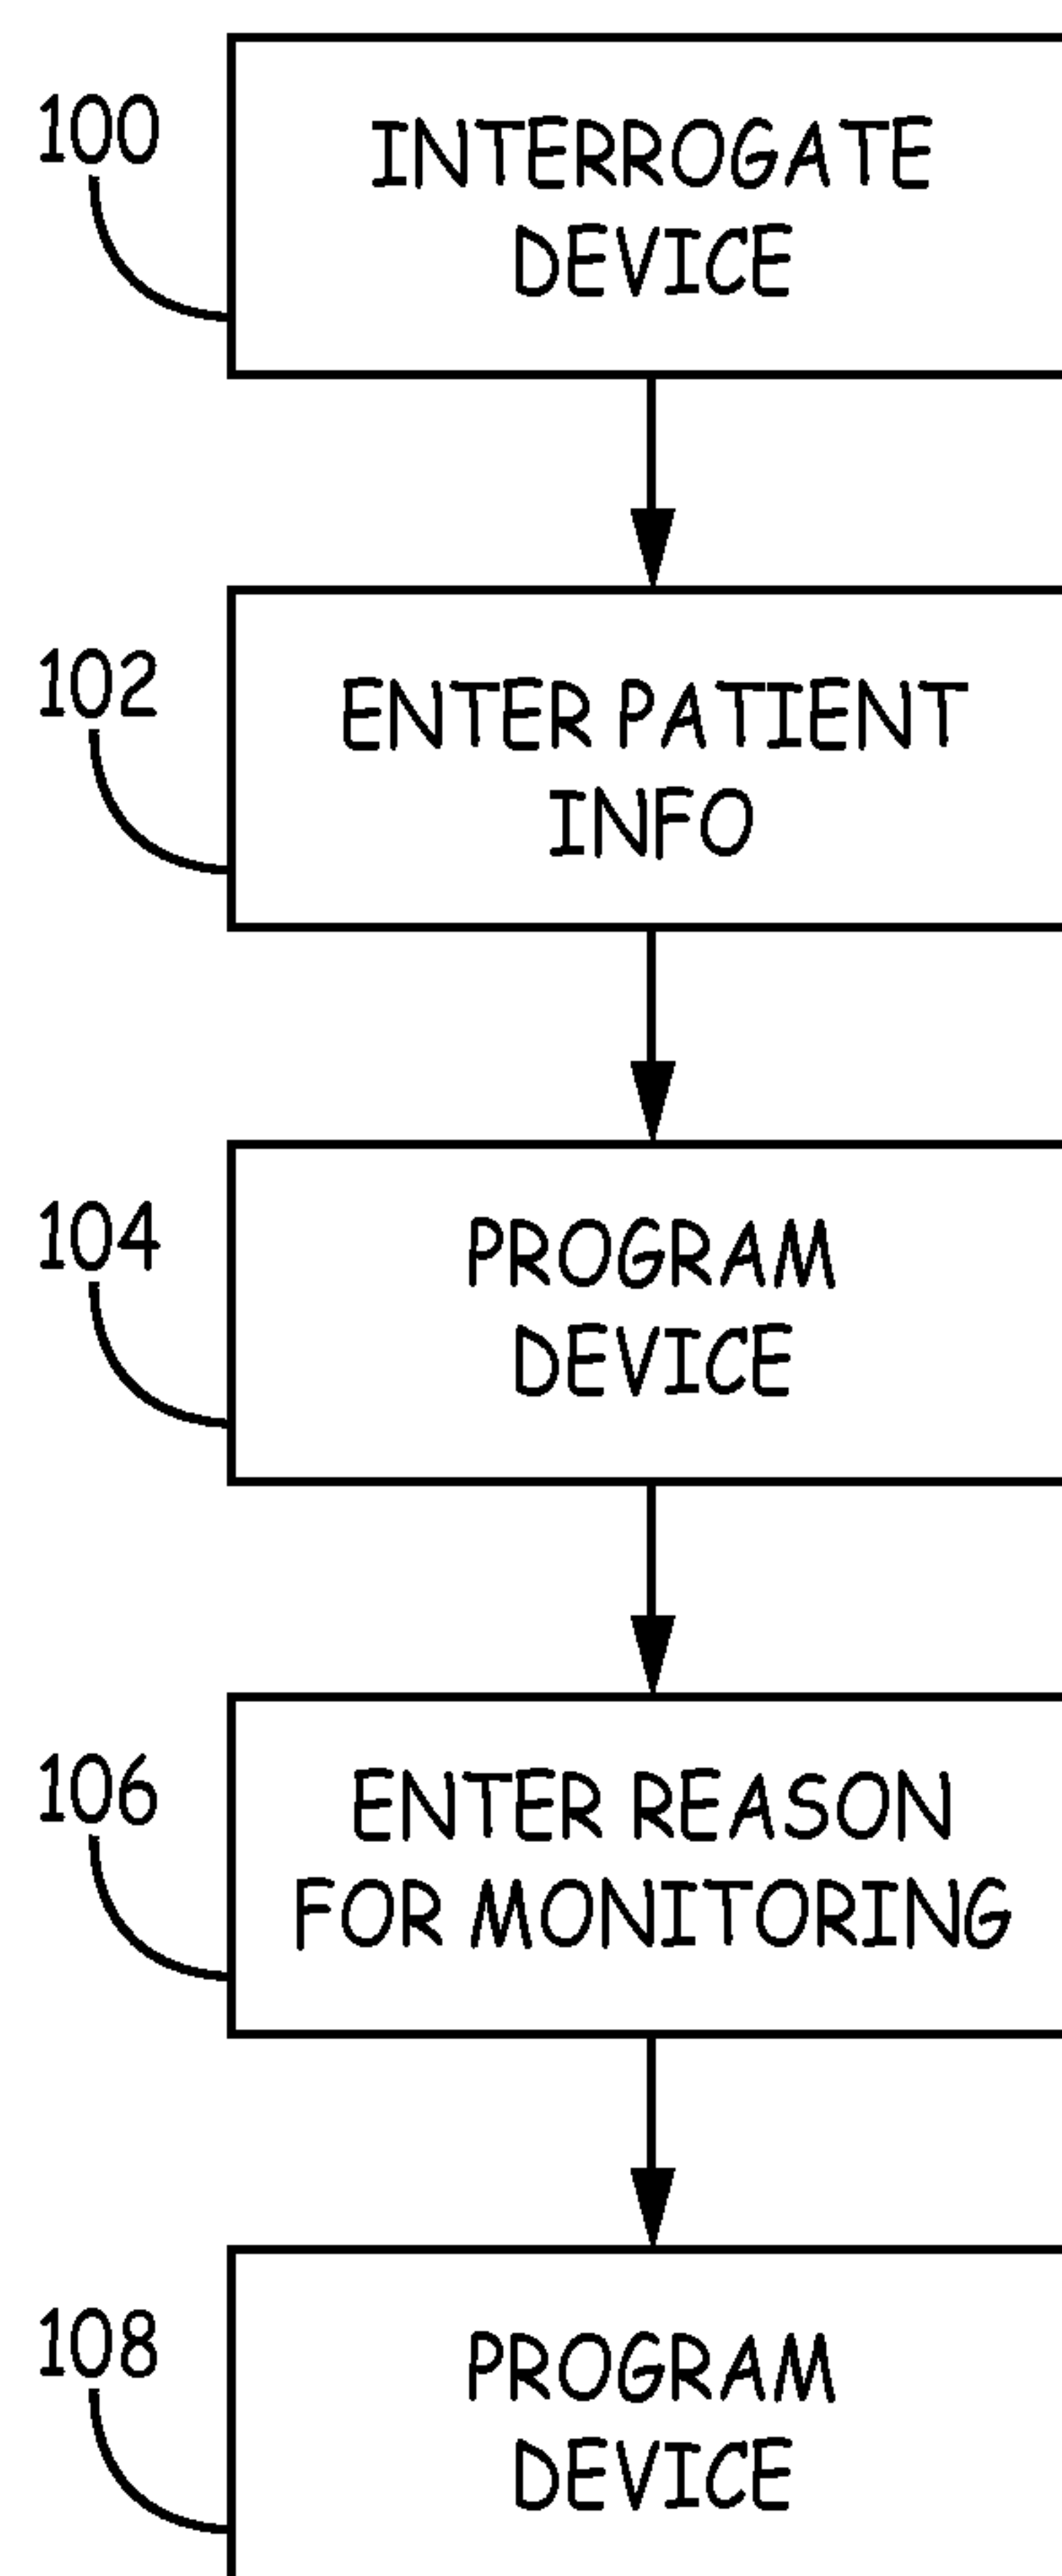 100
INTERROGATE
DEVICE
102
ENTER PATIENT
INFO
104
PROGRAM
DEVICE
106
ENTER REASON
FOR MONITORING
108
PROGRAM
DEVICE